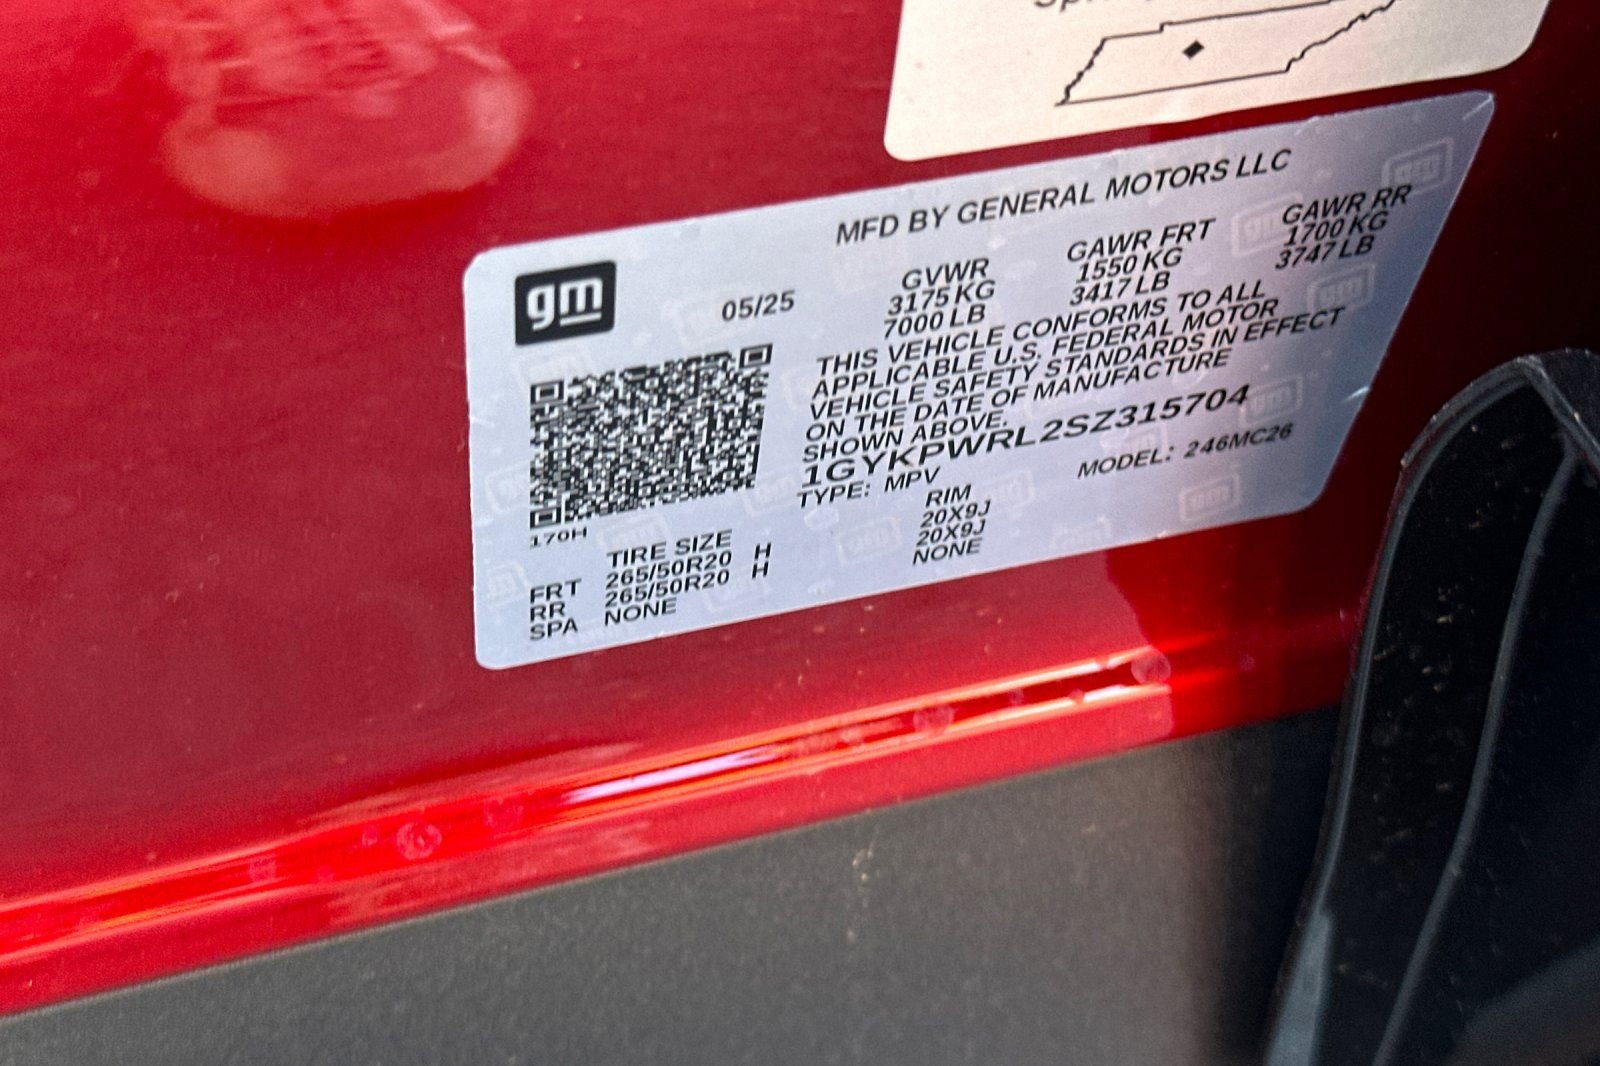 MFD BY GENERAL MOTORS LLC
gm
05/25
GVWR
3175 KG
7000 LB
GAWR FRT
1550 KG
3417 LB
GAWR RR
1700 KG
3747 LB
THIS VEHICLE CONFORMS TO ALL
APPLICABLE U.S. FEDERAL MOTOR
VEHICLE SAFETY STANDARDS IN EFFECT
ON THE DATE OF MANUFACTURE
SHOWN ABOVE.
1GYKPWRL2SZ315704
TYPE: MPV MODEL: 246MC26
170H
TIRE SIZE RIM
FRT 265/50R20 H 20X9J
RR 265/50R20 H 20X9J
SPA NONE NONE